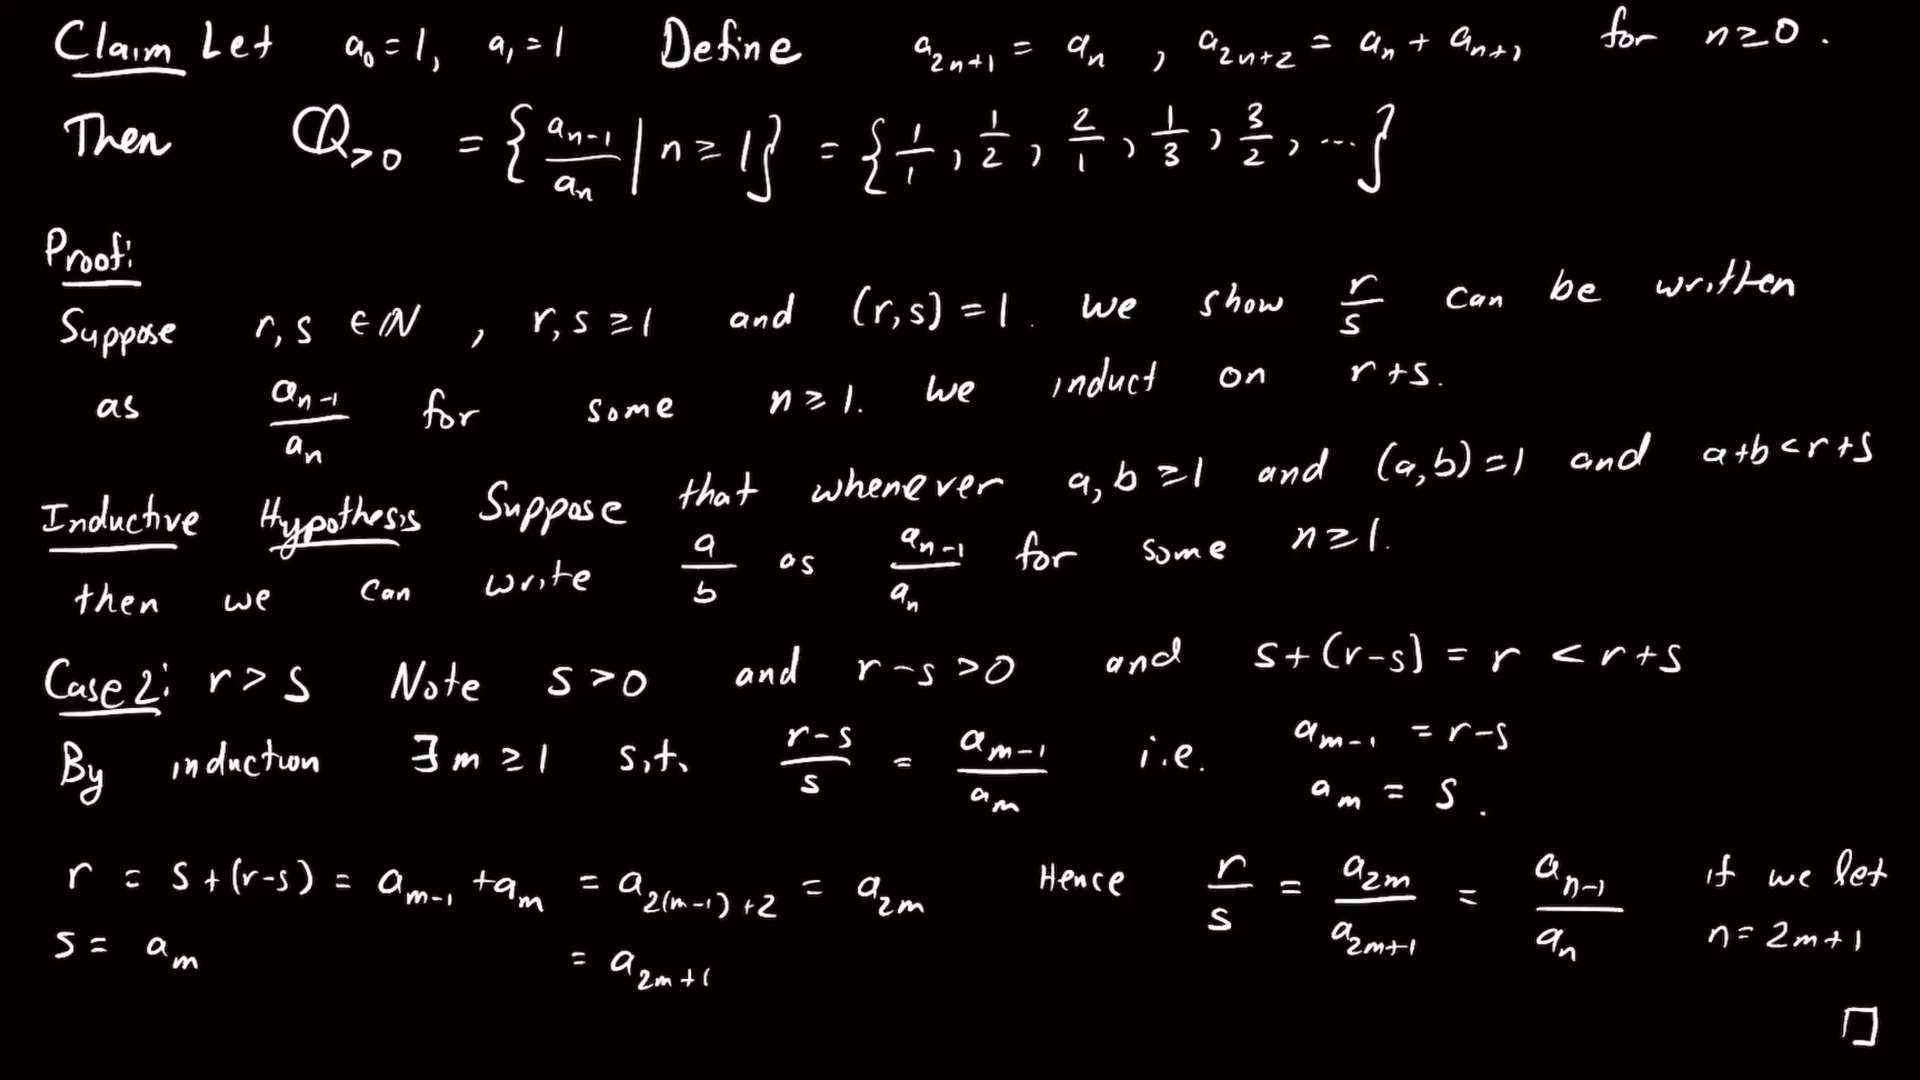 Claim Let a₀ = 1, a₁ = 1 Define a₂ₙ₊₁ = aₙ , a₂ₙ₊₂ = aₙ + aₙ₊₁ for n ≥ 0 .
Then ℚ_{>0} = { aₙ₋₁/aₙ | n ≥ 1 } = { 1/1 , 1/2 , 2/1 , 1/3 , 3/2 , ... }
Proof:
Suppose r, s ∈ ℕ , r, s ≥ 1 and (r, s) = 1 . We show r/s can be written
as aₙ₋₁/aₙ for some n ≥ 1. We induct on r + s.
Inductive Hypothesis Suppose that whenever a, b ≥ 1 and (a, b) = 1 and a + b < r + s
then we can write a/b as aₙ₋₁/aₙ for some n ≥ 1.
Case 2: r > s Note s > 0 and r - s > 0 and s + (r - s) = r < r + s
By induction ∃ m ≥ 1 s.t. (r-s)/s = aₘ₋₁/aₘ i.e. aₘ₋₁ = r - s
aₘ = s .
r = s + (r - s) = aₘ₋₁ + aₘ = a_{2(m-1)+2} = a₂ₘ Hence r/s = a₂ₘ/a₂ₘ₊₁ = aₙ₋₁/aₙ if we let
s = aₘ = a₂ₘ₊₁ n = 2m + 1
□